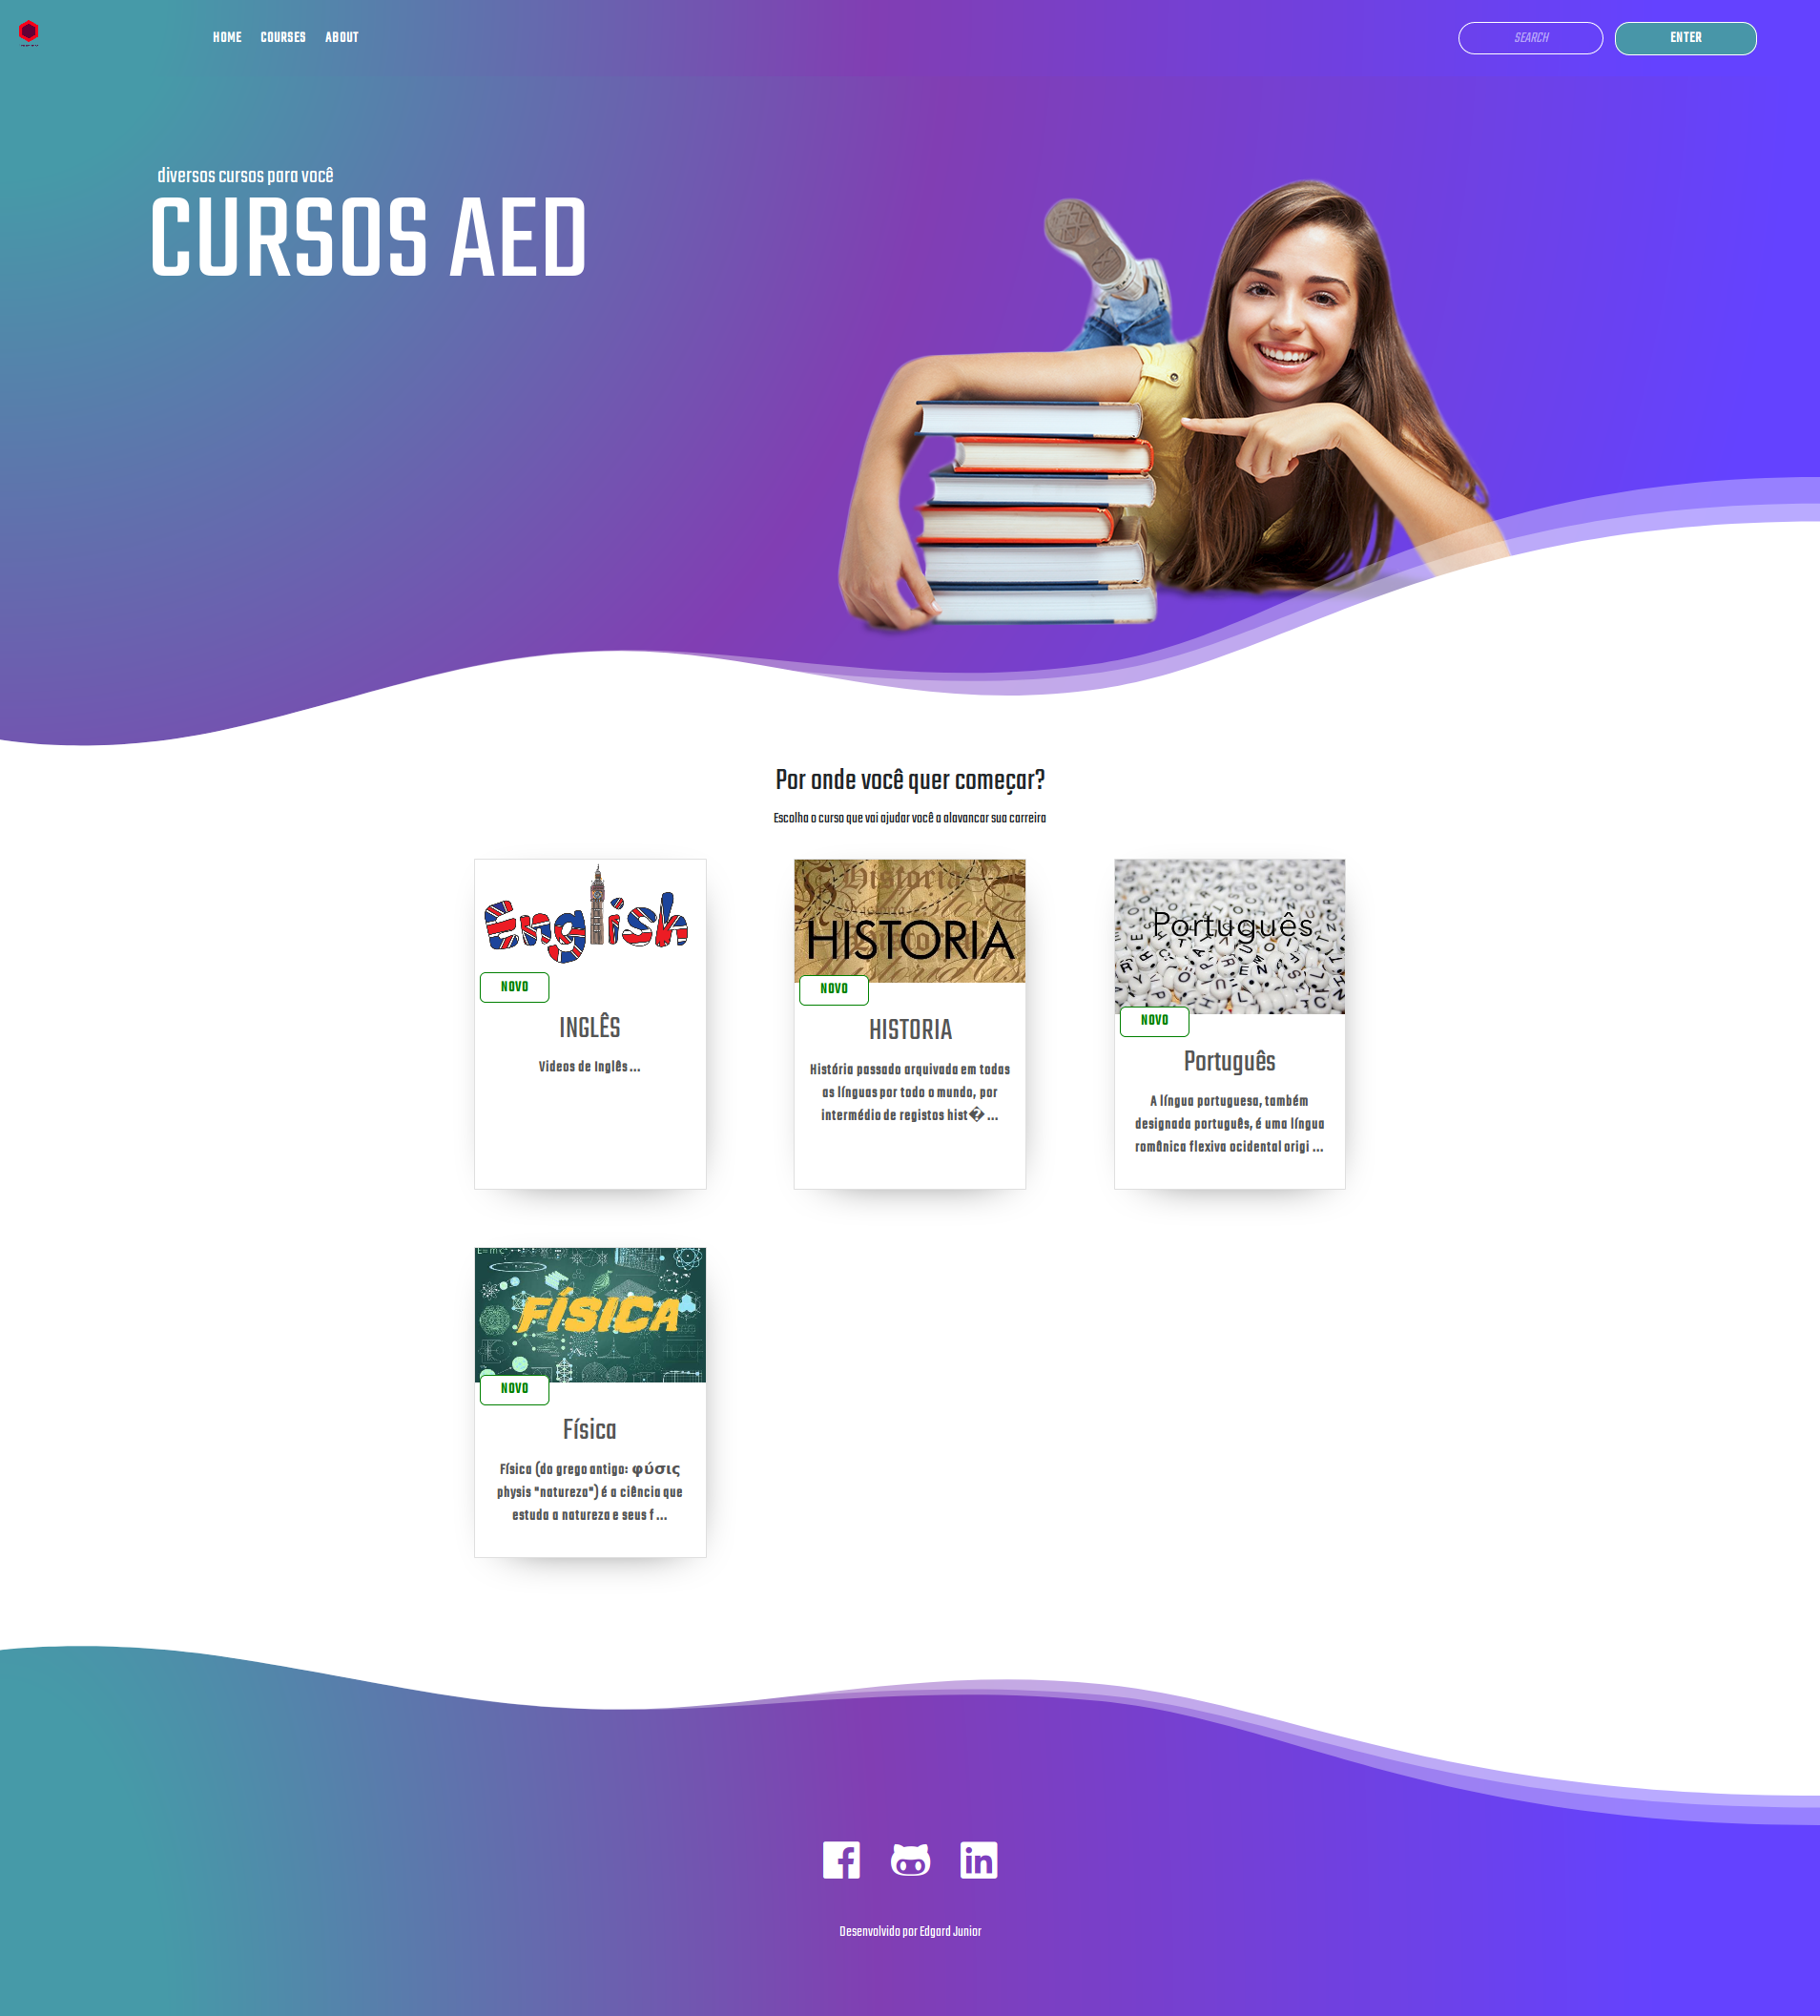 HOME COURSES ABOUT SEARCH ENTER
diversos cursos para você
CURSOS AED
Por onde você quer começar?
Escolha o curso que vai ajudar você a alavancar sua carreira
English
NOVO
INGLÊS
Videos de Inglês ...
Historia
HISTORIA
NOVO
HISTORIA
História passado arquivada em todas
as línguas por todo o mundo, por
intermédio de registos hist� ...
Português
NOVO
Português
A língua portuguesa, também
designada português, é uma língua
românica flexiva ocidental origi ...
E=mc²
FÍSICA
NOVO
Física
Física (do grego antigo: φύσις
physis "natureza") é a ciência que
estuda a natureza e seus f ...
Desenvolvido por Edgard Junior